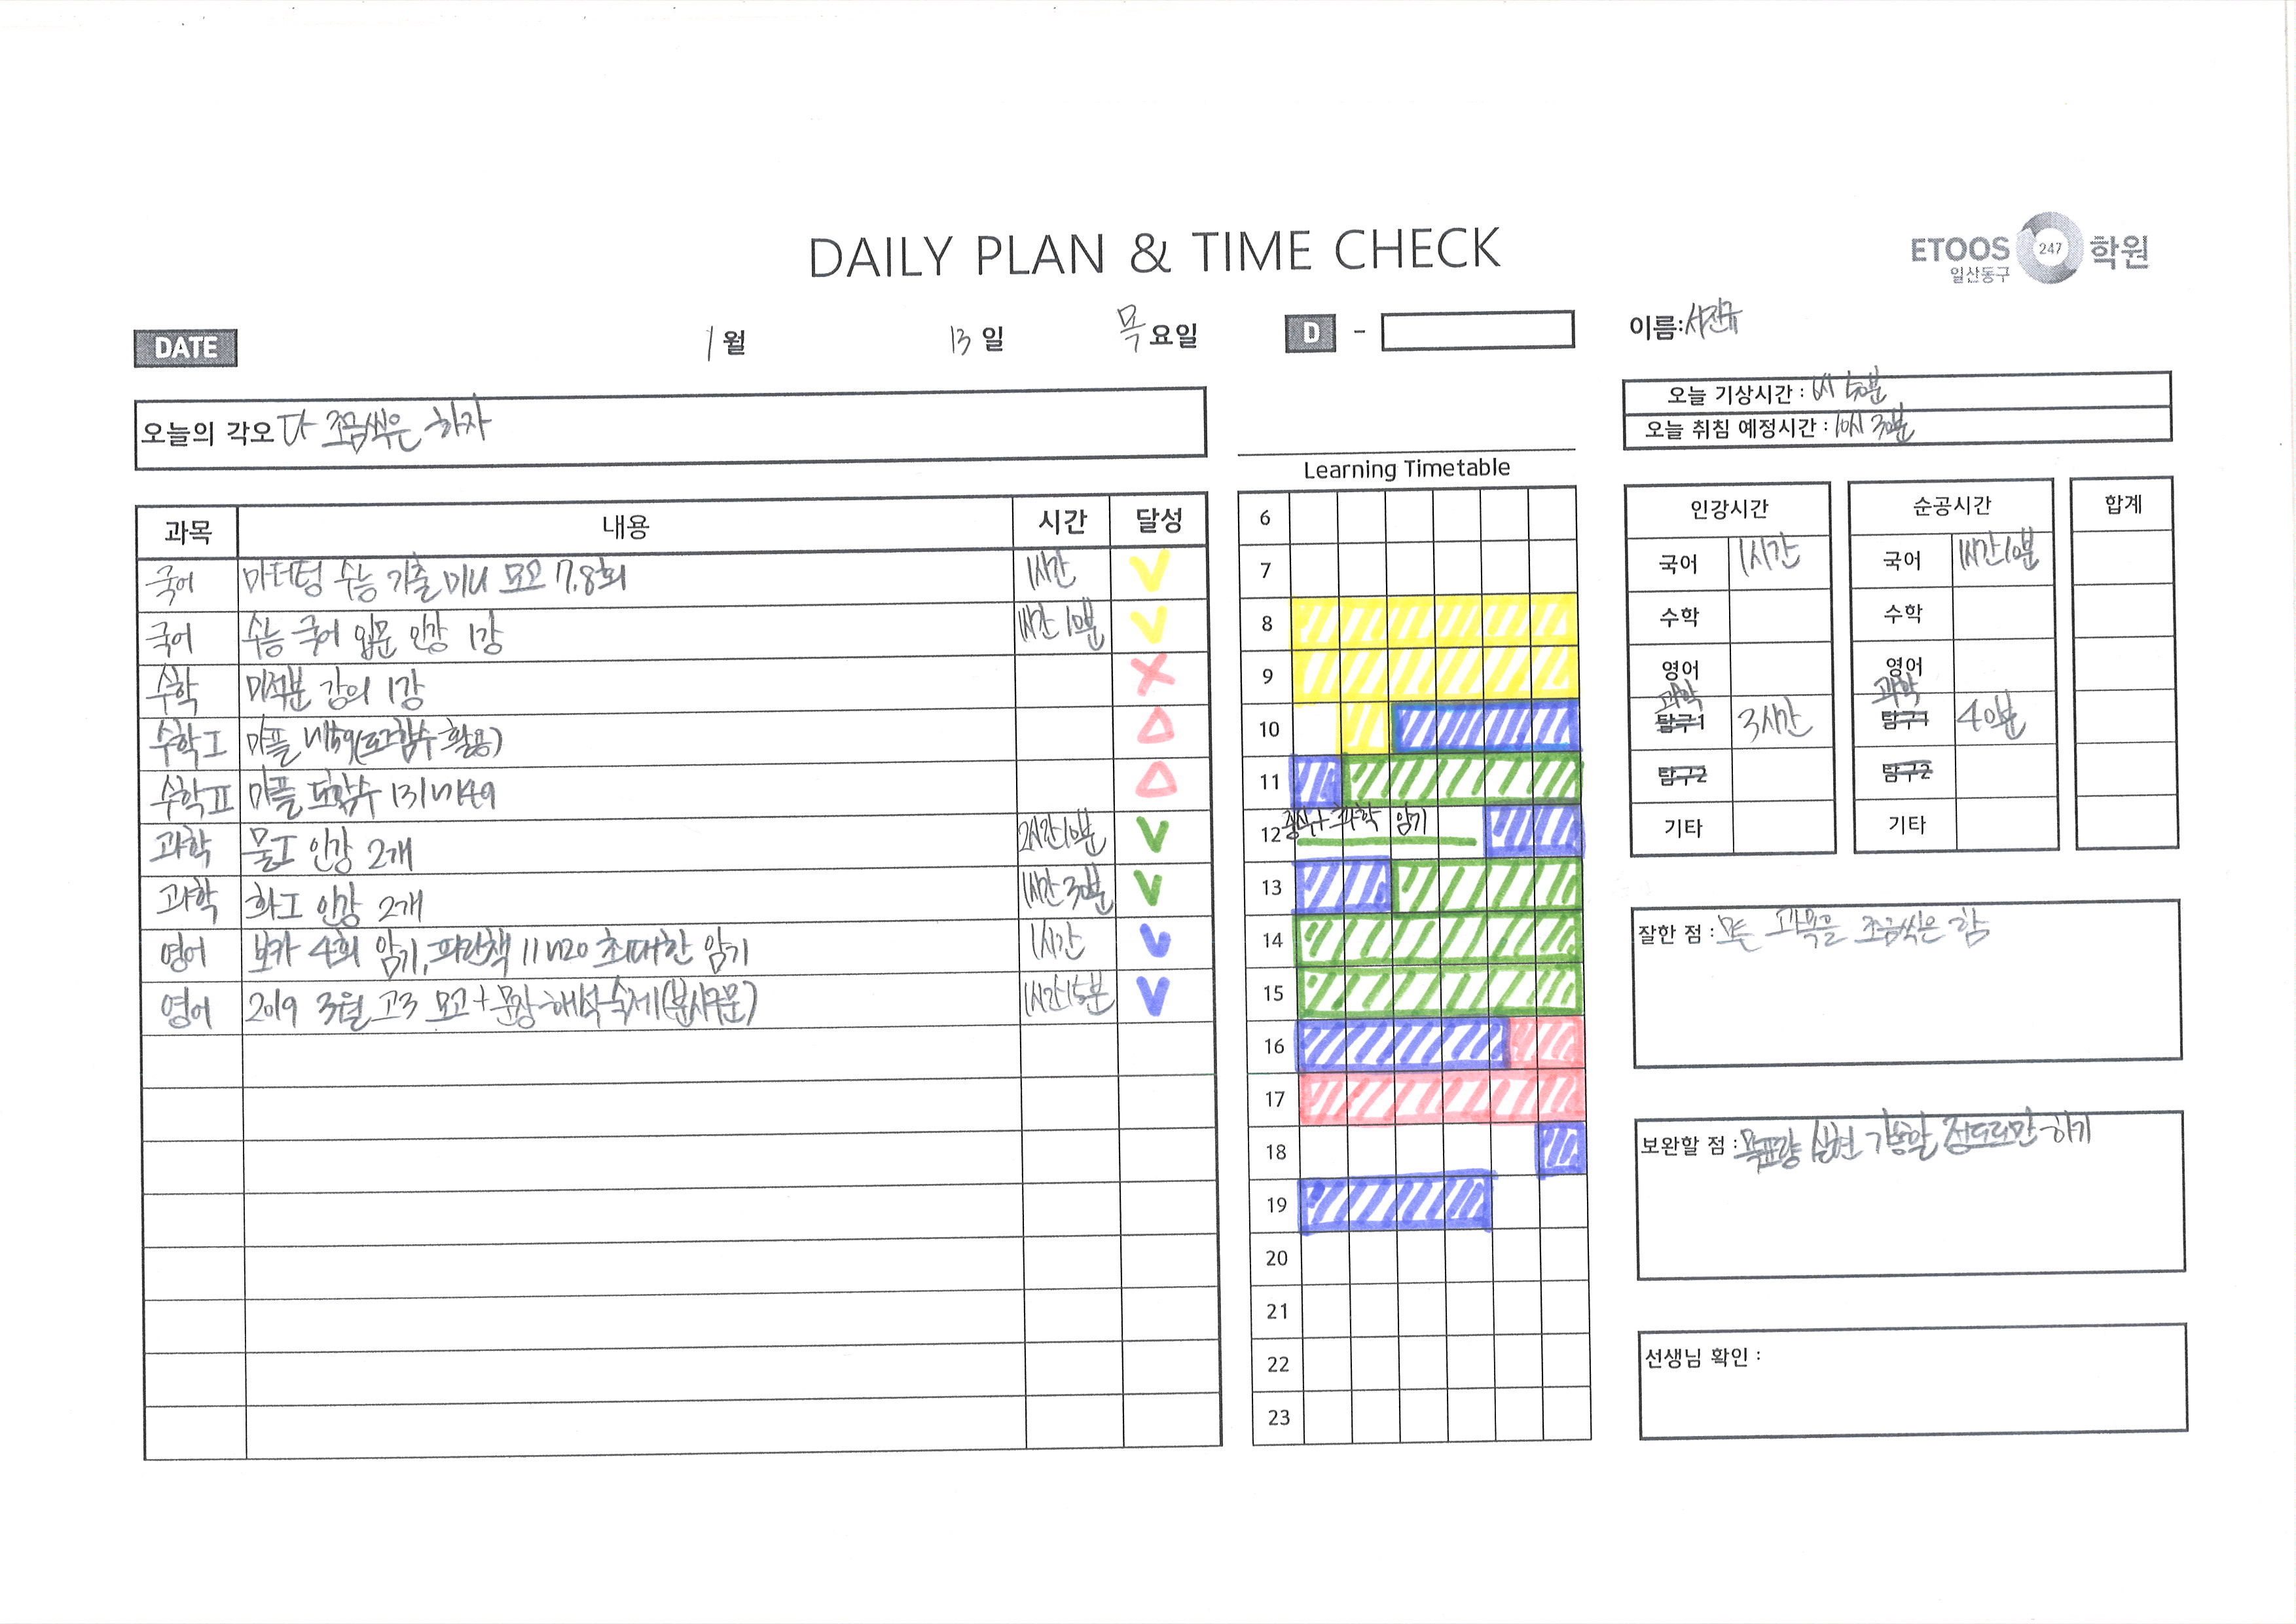 DAILY PLAN & TIME CHECK
ETOOS 247 학원
일산동구
DATE 1월 13일 목요일 D -
이름:
오늘의 각오 다 조금씩은 하자
오늘 기상시간 : 6시 50분
오늘 취침 예정시간 : 10시 30분
과목 내용 시간 달성
국어 마더텅 수능 기출 미니 모고 7,8회 1시간 V
국어 수능 국어 입문 인강 1강 1시간 10분 V
수학 미적분 강의 1강 X
수학I 마플 (활용) △
수학II 마플 도함수 131~149 △
과학 물I 인강 2개 2시간 10분 V
과학 화I 인강 2개 1시간 30분 V
영어 보카 4회 암기, 파란책 11~20 최대한 암기 1시간 V
영어 2019 3월 고3 모고+문장해석숙제(분사구문) 1시간 15분 V
Learning Timetable
6
7
8
9
10
11
12 중식+과학 암기
13
14
15
16
17
18
19
20
21
22
23
인강시간 순공시간 합계
국어 1시간 국어 1시간 10분
수학 수학
영어 영어
과학 과학
탐구1 3시간 탐구1 40분
탐구2 탐구2
기타 기타
잘한 점 : 모든 과목을 조금씩은 함
보완할 점 : 목표량 실현 가능할 정도로만 하기
선생님 확인 :